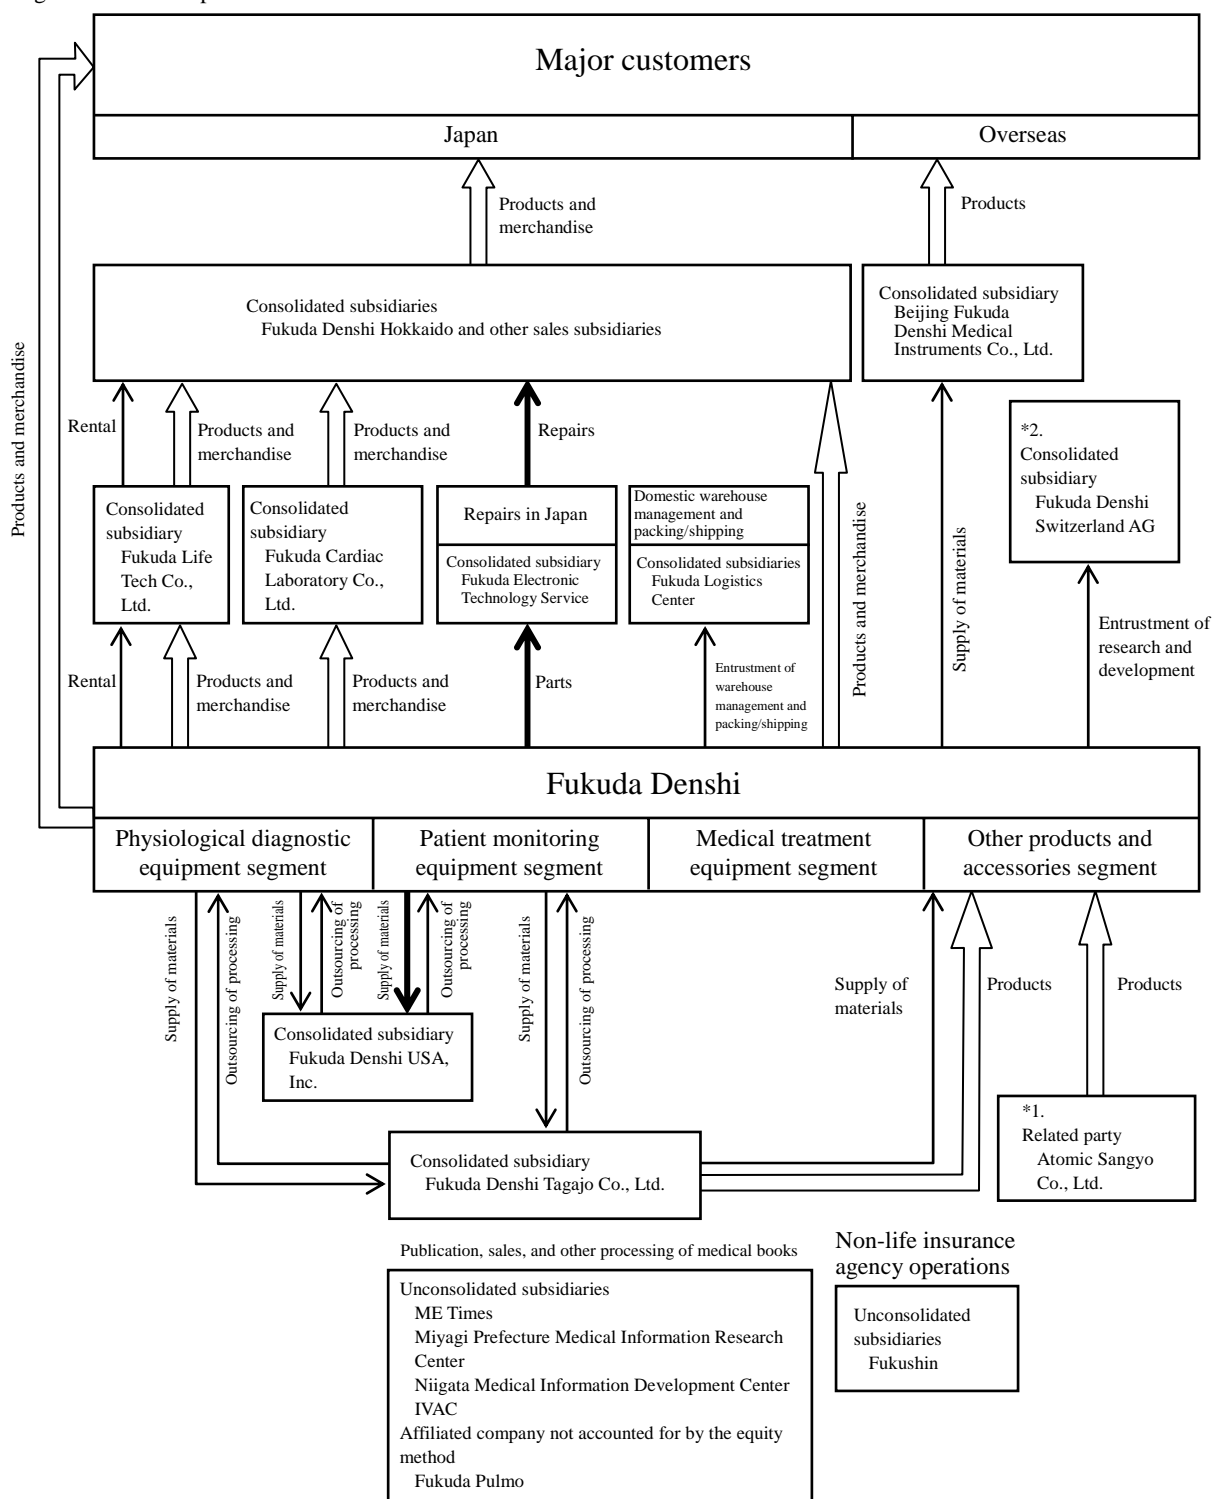 Major customers
Japan
Overseas
Products and
merchandise
Products
Products and merchandise
Consolidated subsidiaries
Fukuda Denshi Hokkaido and other sales subsidiaries
Consolidated subsidiary
Beijing Fukuda
Denshi Medical
Instruments Co., Ltd.
Rental
Products and
merchandise
Products and
merchandise
Repairs
*2.
Consolidated
subsidiary
Fukuda Denshi
Switzerland AG
Consolidated
subsidiary
Fukuda Life
Tech Co.,
Ltd.
Consolidated
subsidiary
Fukuda Cardiac
Laboratory Co.,
Ltd.
Repairs in Japan
Consolidated subsidiary
Fukuda Electronic
Technology Service
Domestic warehouse
management and
packing/shipping
Consolidated subsidiaries
Fukuda Logistics
Center
Products and merchandise
Supply of materials
Rental
Products and
merchandise
Products and
merchandise
Parts
Entrustment of
warehouse
management and
packing/shipping
Entrustment of
research and
development
Fukuda Denshi
Physiological diagnostic
equipment segment
Patient monitoring
equipment segment
Medical treatment
equipment segment
Other products and
accessories segment
Supply of materials
Outsourcing of processing
Supply of materials
Outsourcing of
processing
Supply of materials
Outsourcing of
processing
Supply of materials
Outsourcing of processing
Supply of
materials
Products
Products
Consolidated subsidiary
Fukuda Denshi USA,
Inc.
Consolidated subsidiary
Fukuda Denshi Tagajo Co., Ltd.
*1.
Related party
Atomic Sangyo
Co., Ltd.
Publication, sales, and other processing of medical books
Unconsolidated subsidiaries
ME Times
Miyagi Prefecture Medical Information Research
Center
Niigata Medical Information Development Center
IVAC
Affiliated company not accounted for by the equity
method
Fukuda Pulmo
Non-life insurance
agency operations
Unconsolidated
subsidiaries
Fukushin